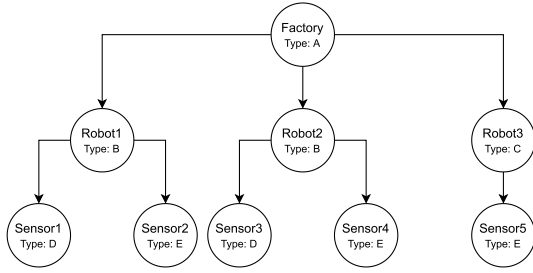 Factory
Type: A
Robot1
Type: B
Robot2
Type: B
Robot3
Type: C
Sensor1
Type: D
Sensor2
Type: E
Sensor3
Type: D
Sensor4
Type: E
Sensor5
Type: E